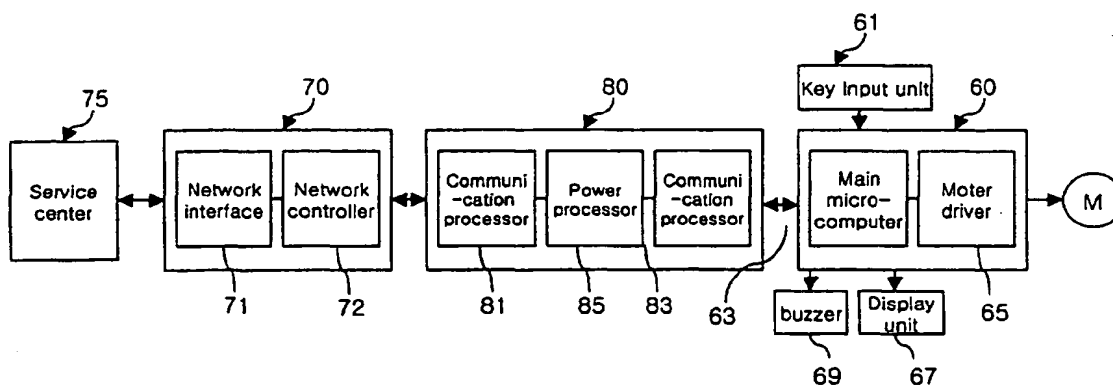 61
Key Input unit
75
70
80
60
Service
center
Network
interface
Network
controller
Communi
-cation
processor
Power
processor
Communi
-cation
processor
Main
micro-
computer
Moter
driver
M
71
72
81
85
83
63
buzzer
Display
unit
65
69
67